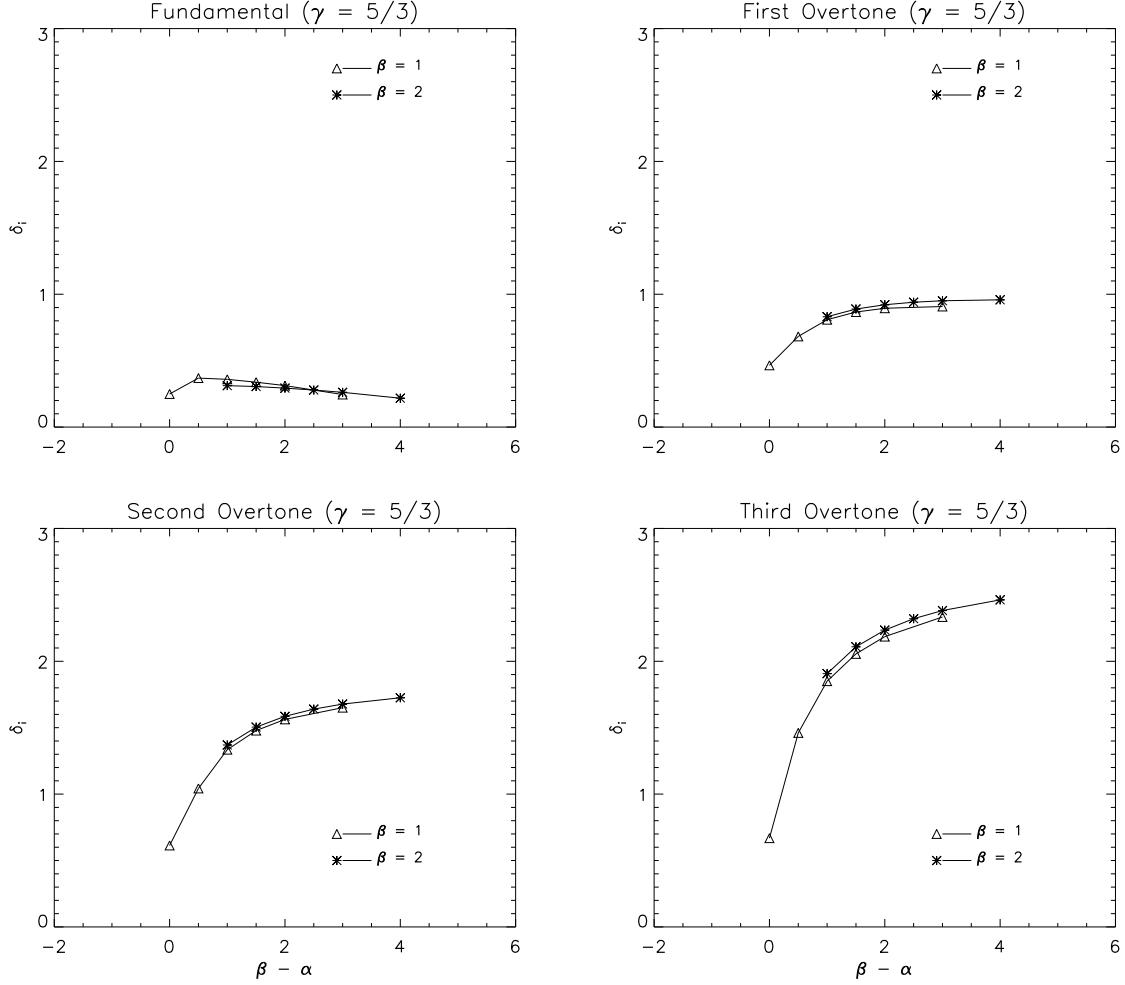 Fundamental (γ = 5/3)
3
2
1
0
δi
β = 1
β = 2
−2 0 2 4 6
First Overtone (γ = 5/3)
3
2
1
0
δi
β = 1
β = 2
−2 0 2 4 6
Second Overtone (γ = 5/3)
3
2
1
0
δi
β = 1
β = 2
−2 0 2 4 6
β − α
Third Overtone (γ = 5/3)
3
2
1
0
δi
β = 1
β = 2
−2 0 2 4 6
β − α